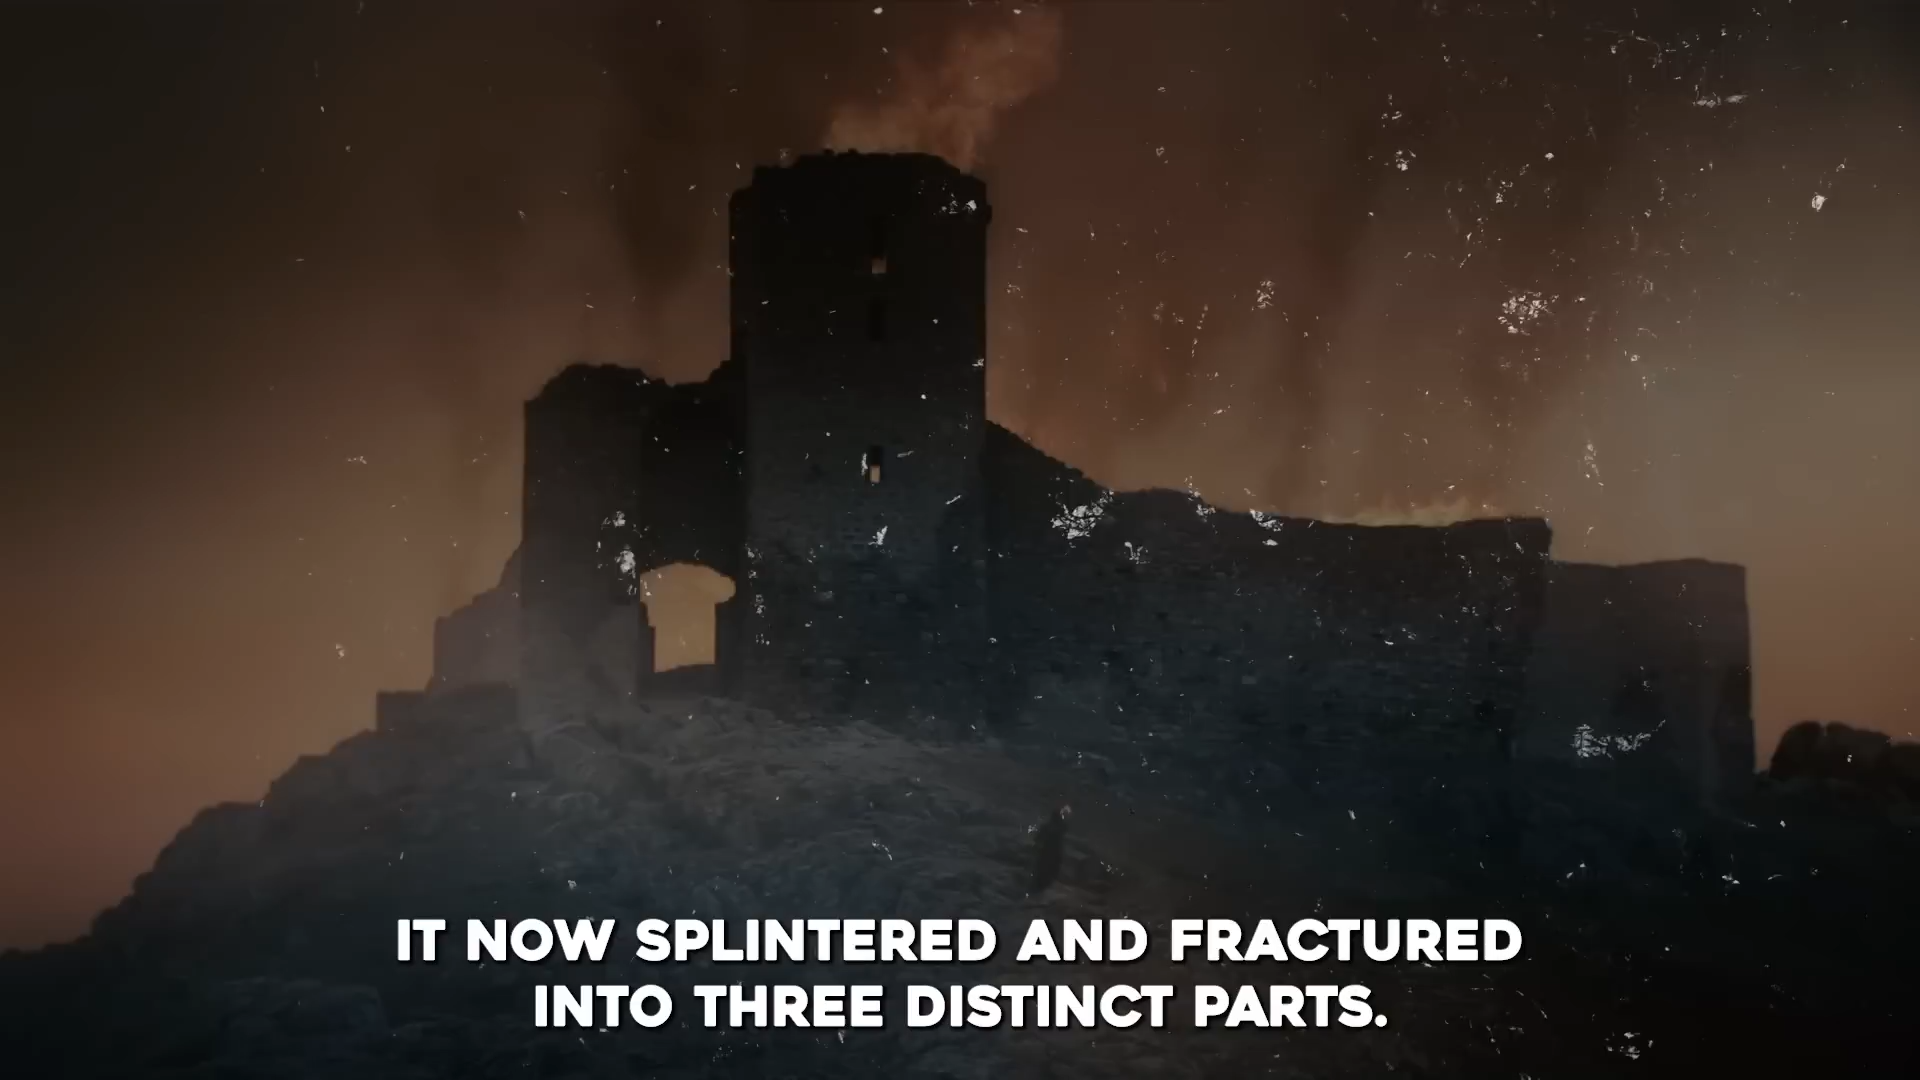 IT NOW SPLINTERED AND FRACTURED
INTO THREE DISTINCT PARTS.